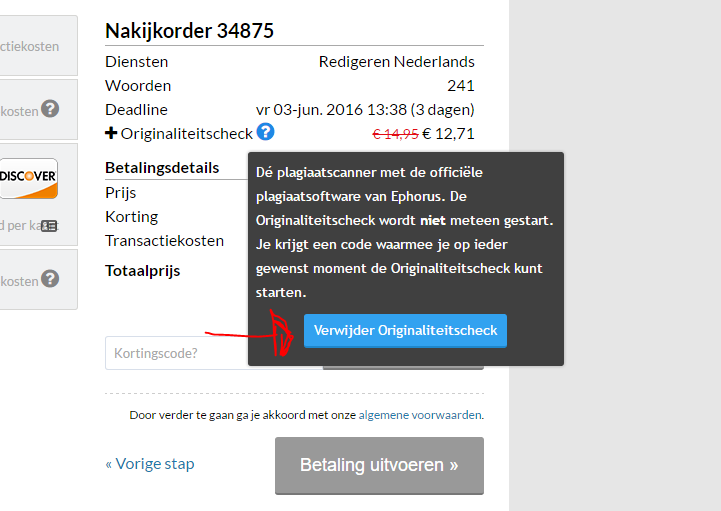 Nakijkorder 34875
ctiekosten
Diensten Redigeren Nederlands
Woorden 241
kosten ?
Deadline vr 03-jun. 2016 13:38 (3 dagen)
+ Originaliteitscheck ? € 14,95 € 12,71
DISCOVER
Betalingsdetails
Prijs
Korting
d per ka
Transactiekosten
Totaalprijs
kosten ?
Dé plagiaatscanner met de officiële
plagiaatsoftware van Ephorus. De
Originaliteitscheck wordt niet meteen gestart.
Je krijgt een code waarmee je op ieder
gewenst moment de Originaliteitscheck kunt
starten.
Verwijder Originaliteitscheck
Kortingscode?
Door verder te gaan ga je akkoord met onze algemene voorwaarden.
« Vorige stap
Betaling uitvoeren »